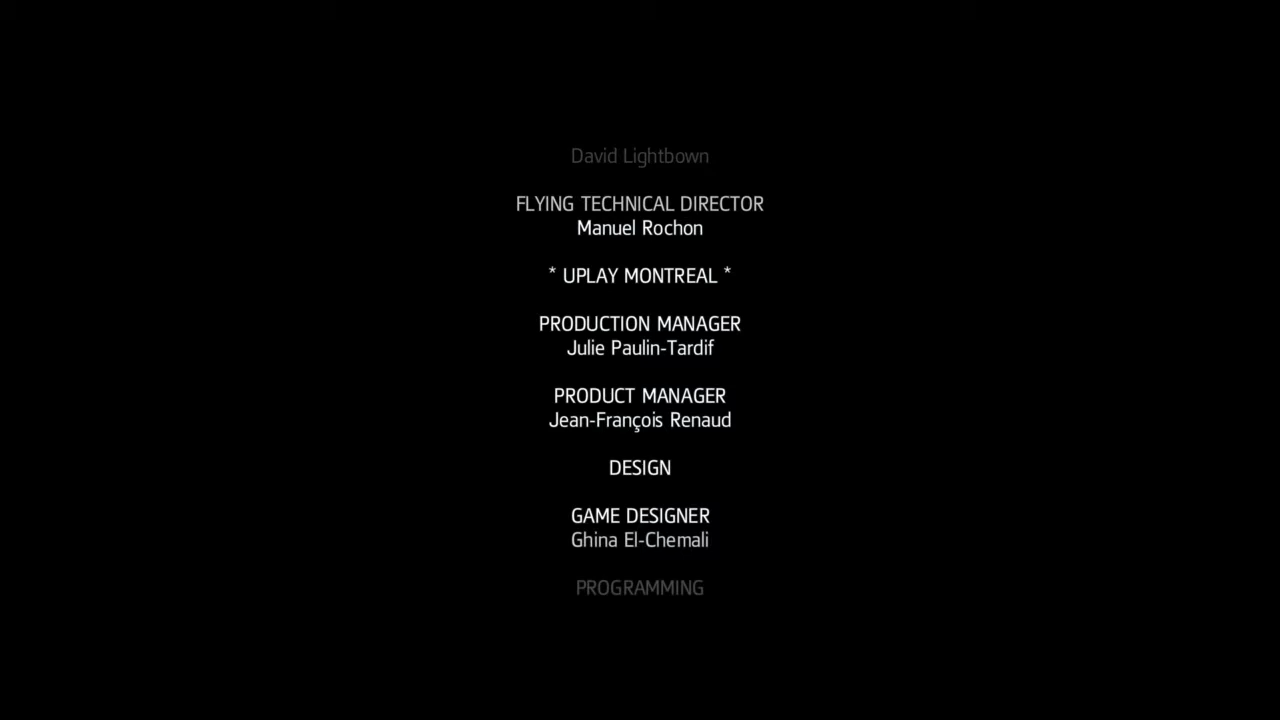 David Lightbown
FLYING TECHNICAL DIRECTOR
Manuel Rochon
* UPLAY MONTREAL *
PRODUCTION MANAGER
Julie Paulin-Tardif
PRODUCT MANAGER
Jean-François Renaud
DESIGN
GAME DESIGNER
Ghina El-Chemali
PROGRAMMING